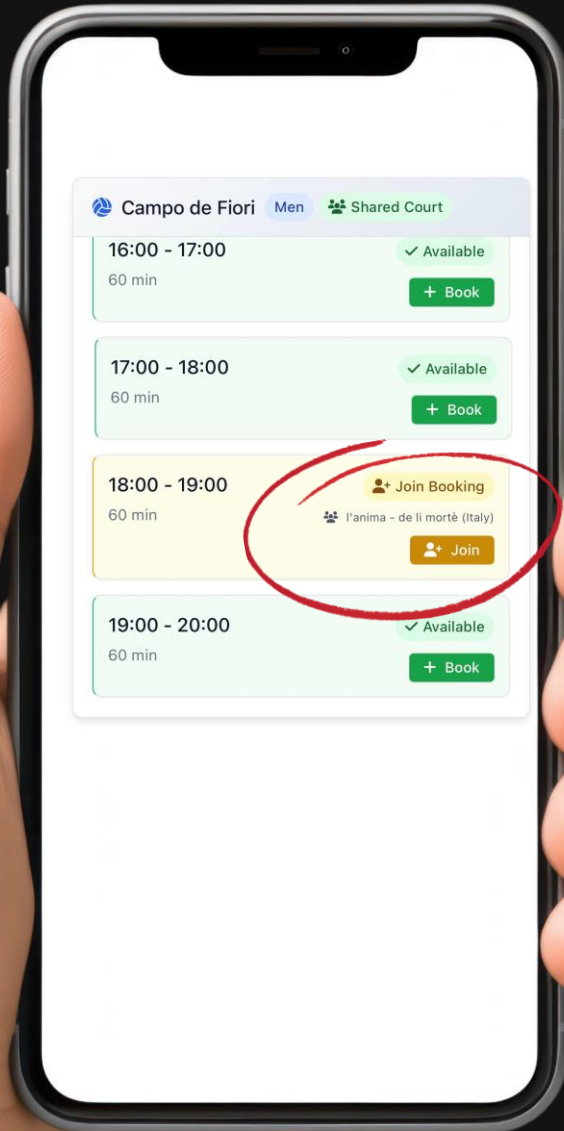 Campo de Fiori Men Shared Court
16:00 - 17:00 Available
60 min + Book
17:00 - 18:00 Available
60 min + Book
18:00 - 19:00 Join Booking
60 min l'anima - de li mortè (Italy)
Join
19:00 - 20:00 Available
60 min + Book